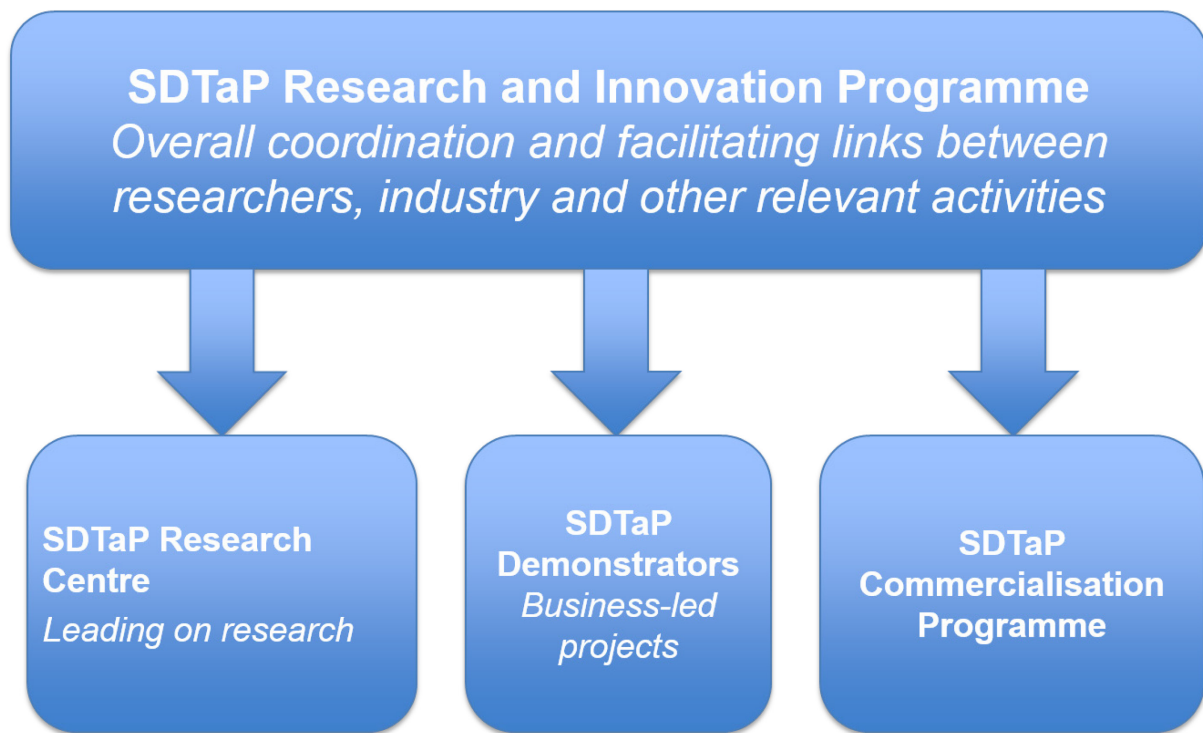 SDTaP Research and Innovation Programme
Overall coordination and facilitating links between
researchers, industry and other relevant activities
SDTaP Research
Centre
Leading on research
SDTaP
Demonstrators
Business-led
projects
SDTaP
Commercialisation
Programme